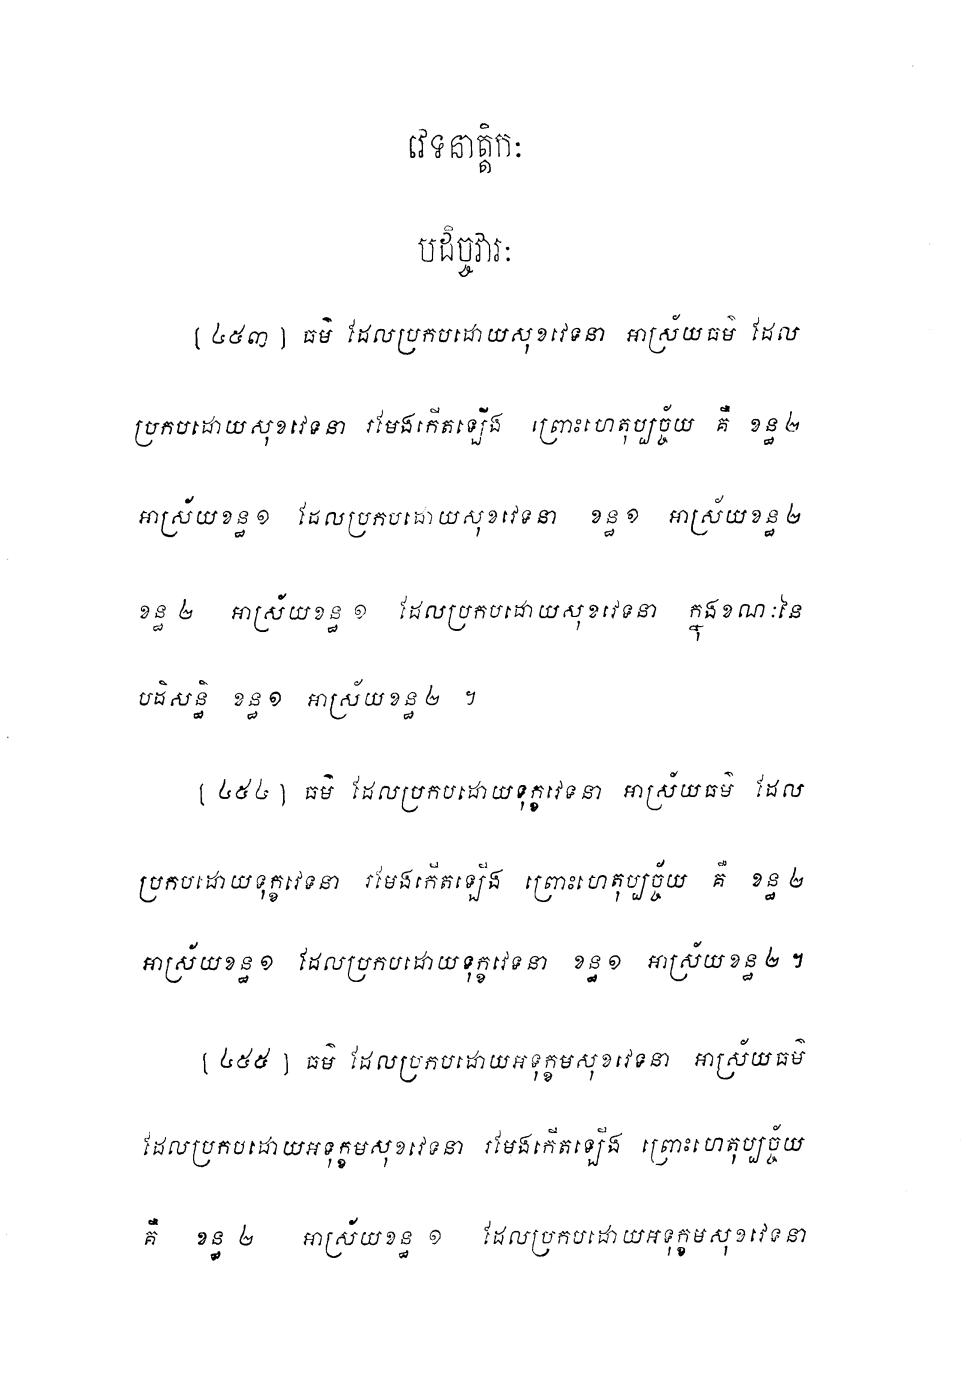 វេទនាត្តិកៈ
បដិច្ចវារៈ
[៤៥៣] ធម៌ ដែលប្រកបដោយសុខវេទនា អាស្រ័យធម៌ ដែល
ប្រកបដោយសុខវេទនា រមែងកើតឡើង ព្រោះហេតុប្បច្ច័យ គឺ ខន្ធ២
អាស្រ័យខន្ធ១ ដែលប្រកបដោយសុខវេទនា ខន្ធ១ អាស្រ័យខន្ធ២
ខន្ធ២ អាស្រ័យខន្ធ១ ដែលប្រកបដោយសុខវេទនា ក្នុងខណៈនៃ
បដិសន្ធិ ខន្ធ១ អាស្រ័យខន្ធ២ ។
[៤៥៤] ធម៌ ដែលប្រកបដោយទុក្ខវេទនា អាស្រ័យធម៌ ដែល
ប្រកបដោយទុក្ខវេទនា រមែងកើតឡើង ព្រោះហេតុប្បច្ច័យ គឺ ខន្ធ២
អាស្រ័យខន្ធ១ ដែលប្រកបដោយទុក្ខវេទនា ខន្ធ១ អាស្រ័យខន្ធ២ ។
[៤៥៥] ធម៌ ដែលប្រកបដោយអទុក្ខមសុខវេទនា អាស្រ័យធម៌
ដែលប្រកបដោយអទុក្ខមសុខវេទនា រមែងកើតឡើង ព្រោះហេតុប្បច្ច័យ
គឺ ខន្ធ ២ អាស្រ័យខន្ធ ១ ដែលប្រកបដោយអទុក្ខមសុខវេទនា